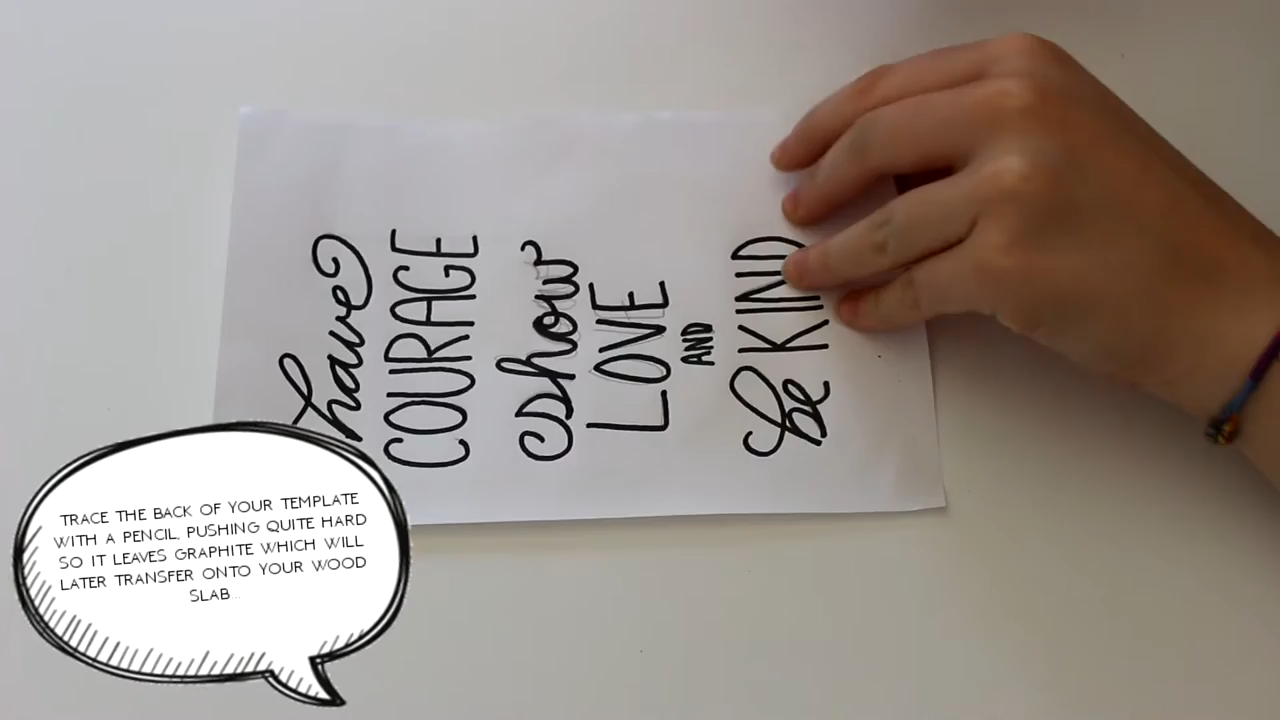 have
COURAGE
show
LOVE
AND
be KIND
TRACE THE BACK OF YOUR TEMPLATE
WITH A PENCIL, PUSHING QUITE HARD
SO IT LEAVES GRAPHITE WHICH WILL
LATER TRANSFER ONTO YOUR WOOD
SLAB...